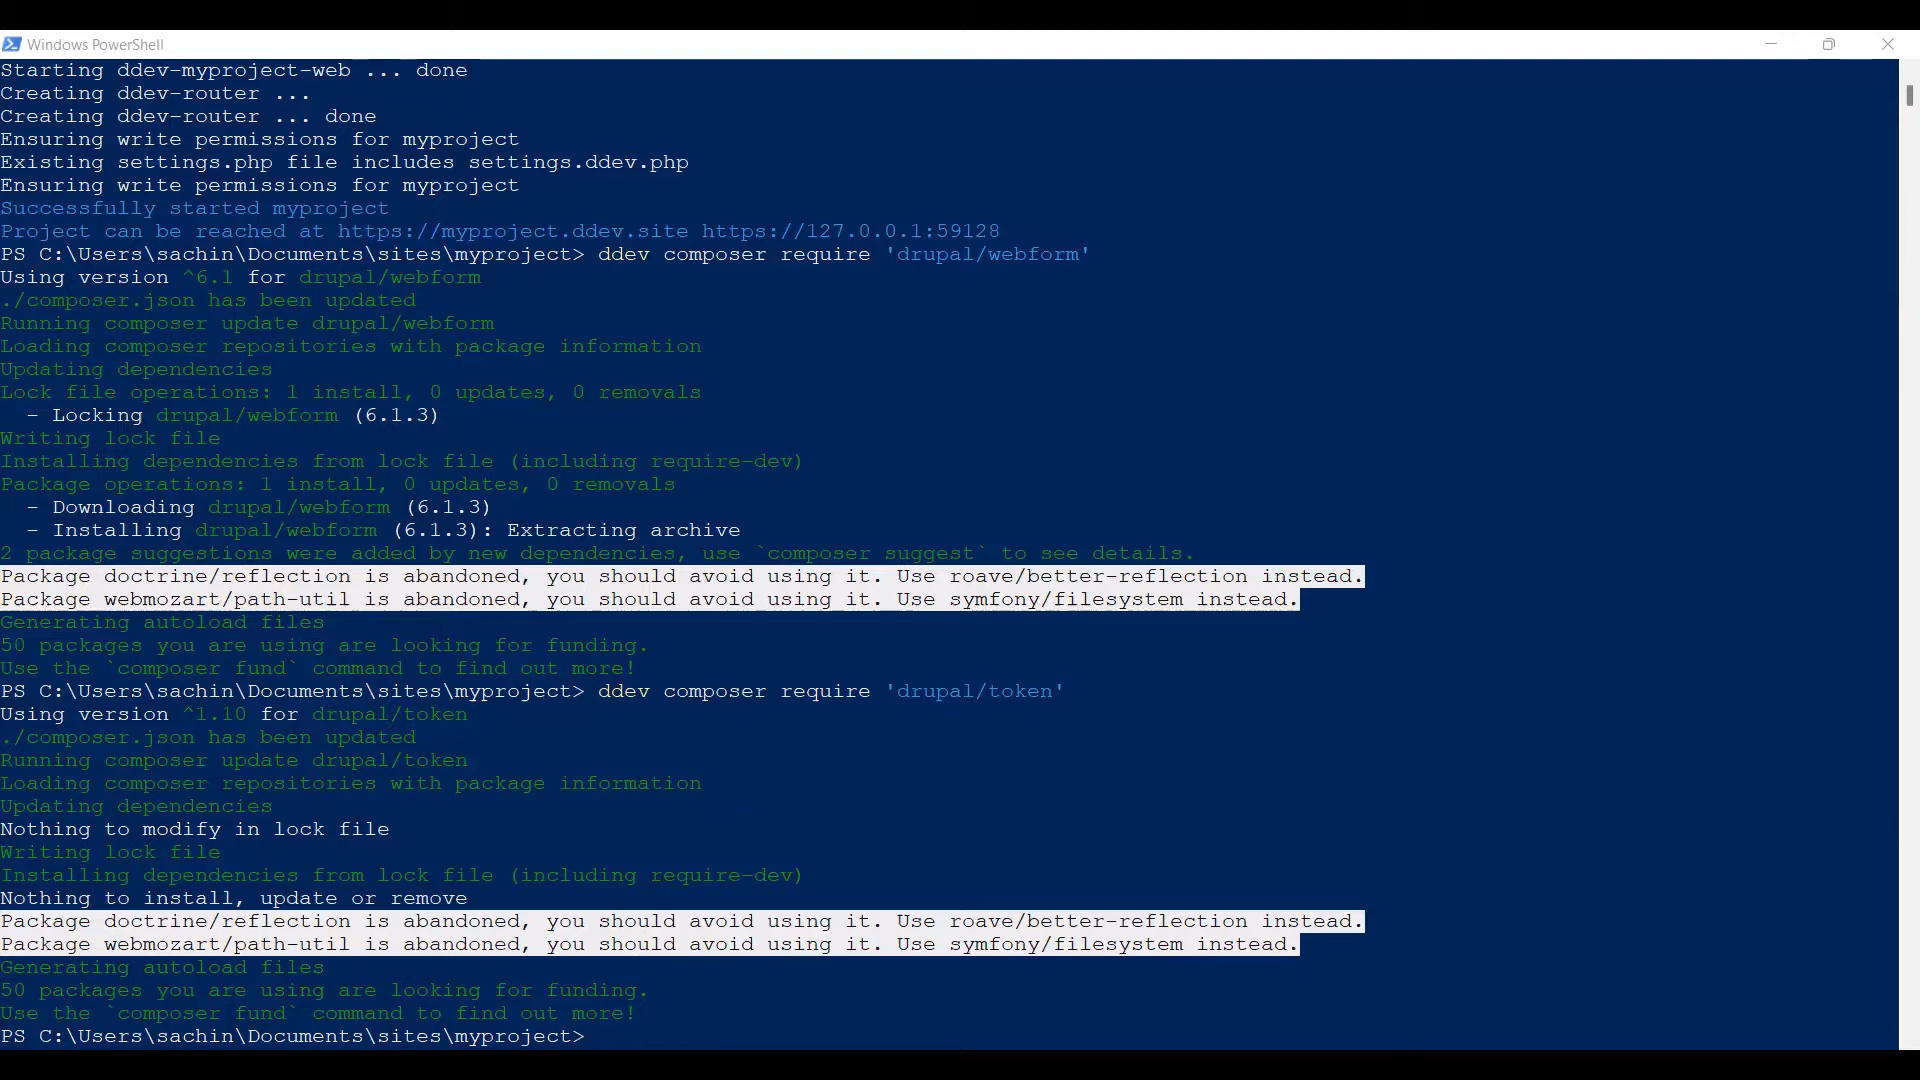 Windows PowerShell
Starting ddev-myproject-web ... done
Creating ddev-router ...
Creating ddev-router ... done
Ensuring write permissions for myproject
Existing settings.php file includes settings.ddev.php
Ensuring write permissions for myproject
Successfully started myproject
Project can be reached at https://myproject.ddev.site https://127.0.0.1:59128
PS C:\Users\sachin\Documents\sites\myproject> ddev composer require 'drupal/webform'
Using version ^6.1 for drupal/webform
./composer.json has been updated
Running composer update drupal/webform
Loading composer repositories with package information
Updating dependencies
Lock file operations: 1 install, 0 updates, 0 removals
  - Locking drupal/webform (6.1.3)
Writing lock file
Installing dependencies from lock file (including require-dev)
Package operations: 1 install, 0 updates, 0 removals
  - Downloading drupal/webform (6.1.3)
  - Installing drupal/webform (6.1.3): Extracting archive
2 package suggestions were added by new dependencies, use `composer suggest` to see details.
Package doctrine/reflection is abandoned, you should avoid using it. Use roave/better-reflection instead.
Package webmozart/path-util is abandoned, you should avoid using it. Use symfony/filesystem instead.
Generating autoload files
50 packages you are using are looking for funding.
Use the `composer fund` command to find out more!
PS C:\Users\sachin\Documents\sites\myproject> ddev composer require 'drupal/token'
Using version ^1.10 for drupal/token
./composer.json has been updated
Running composer update drupal/token
Loading composer repositories with package information
Updating dependencies
Nothing to modify in lock file
Writing lock file
Installing dependencies from lock file (including require-dev)
Nothing to install, update or remove
Package doctrine/reflection is abandoned, you should avoid using it. Use roave/better-reflection instead.
Package webmozart/path-util is abandoned, you should avoid using it. Use symfony/filesystem instead.
Generating autoload files
50 packages you are using are looking for funding.
Use the `composer fund` command to find out more!
PS C:\Users\sachin\Documents\sites\myproject>